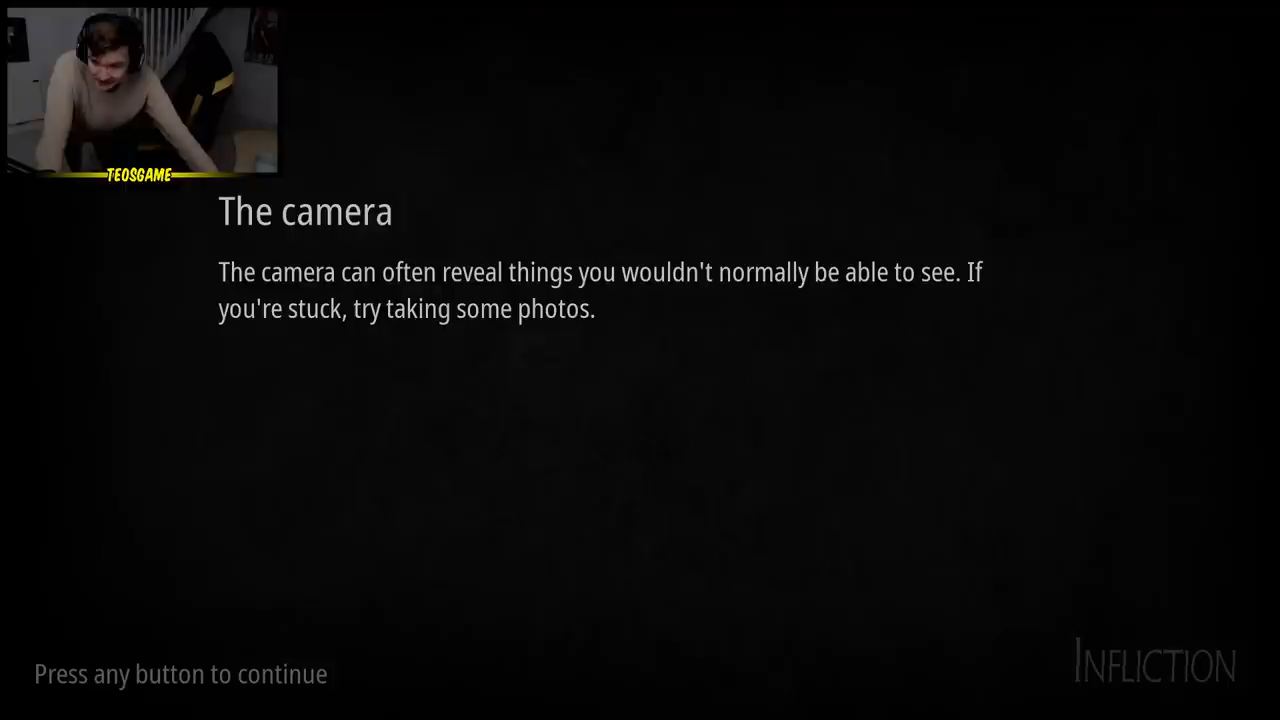 TEOSGAME
The camera
The camera can often reveal things you wouldn't normally be able to see. If
you're stuck, try taking some photos.
Press any button to continue
INFLICTION